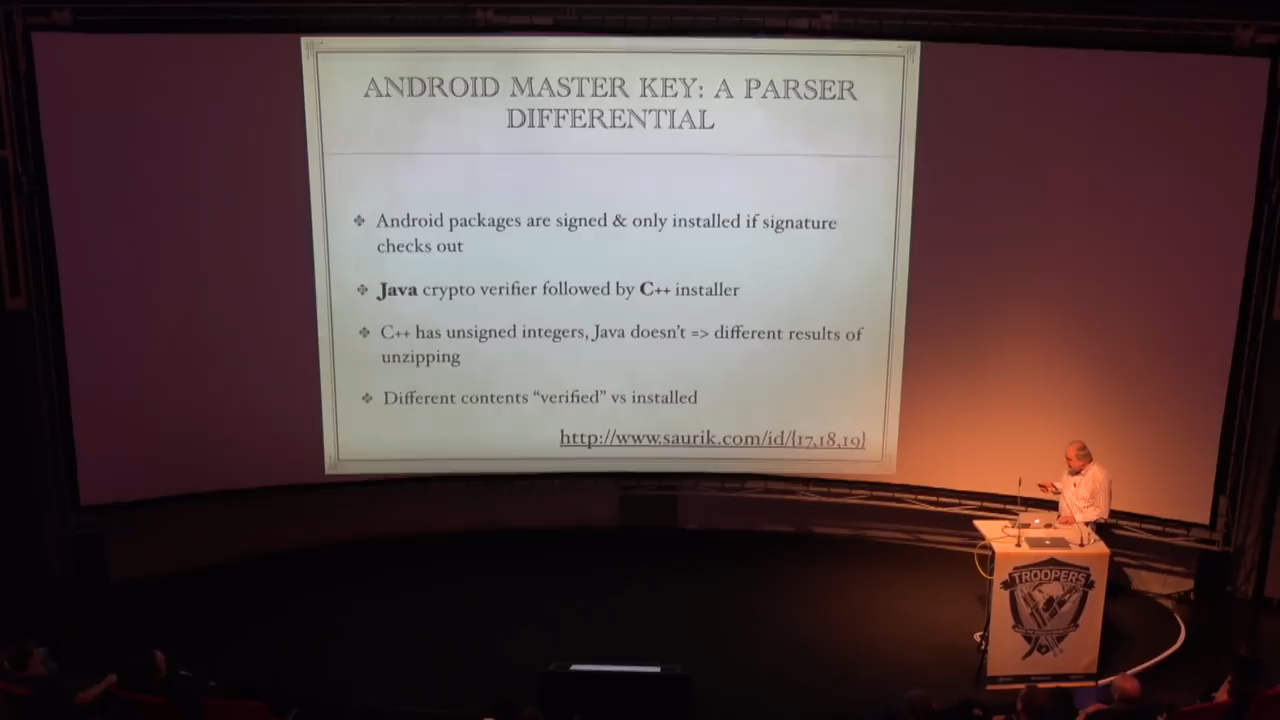 ANDROID MASTER KEY: A PARSER
DIFFERENTIAL
Android packages are signed & only installed if signature
checks out
Java crypto verifier followed by C++ installer
C++ has unsigned integers, Java doesn't => different results of
unzipping
Different contents “verified” vs installed
http://www.saurik.com/id/{17,18,19}
TROOPERS